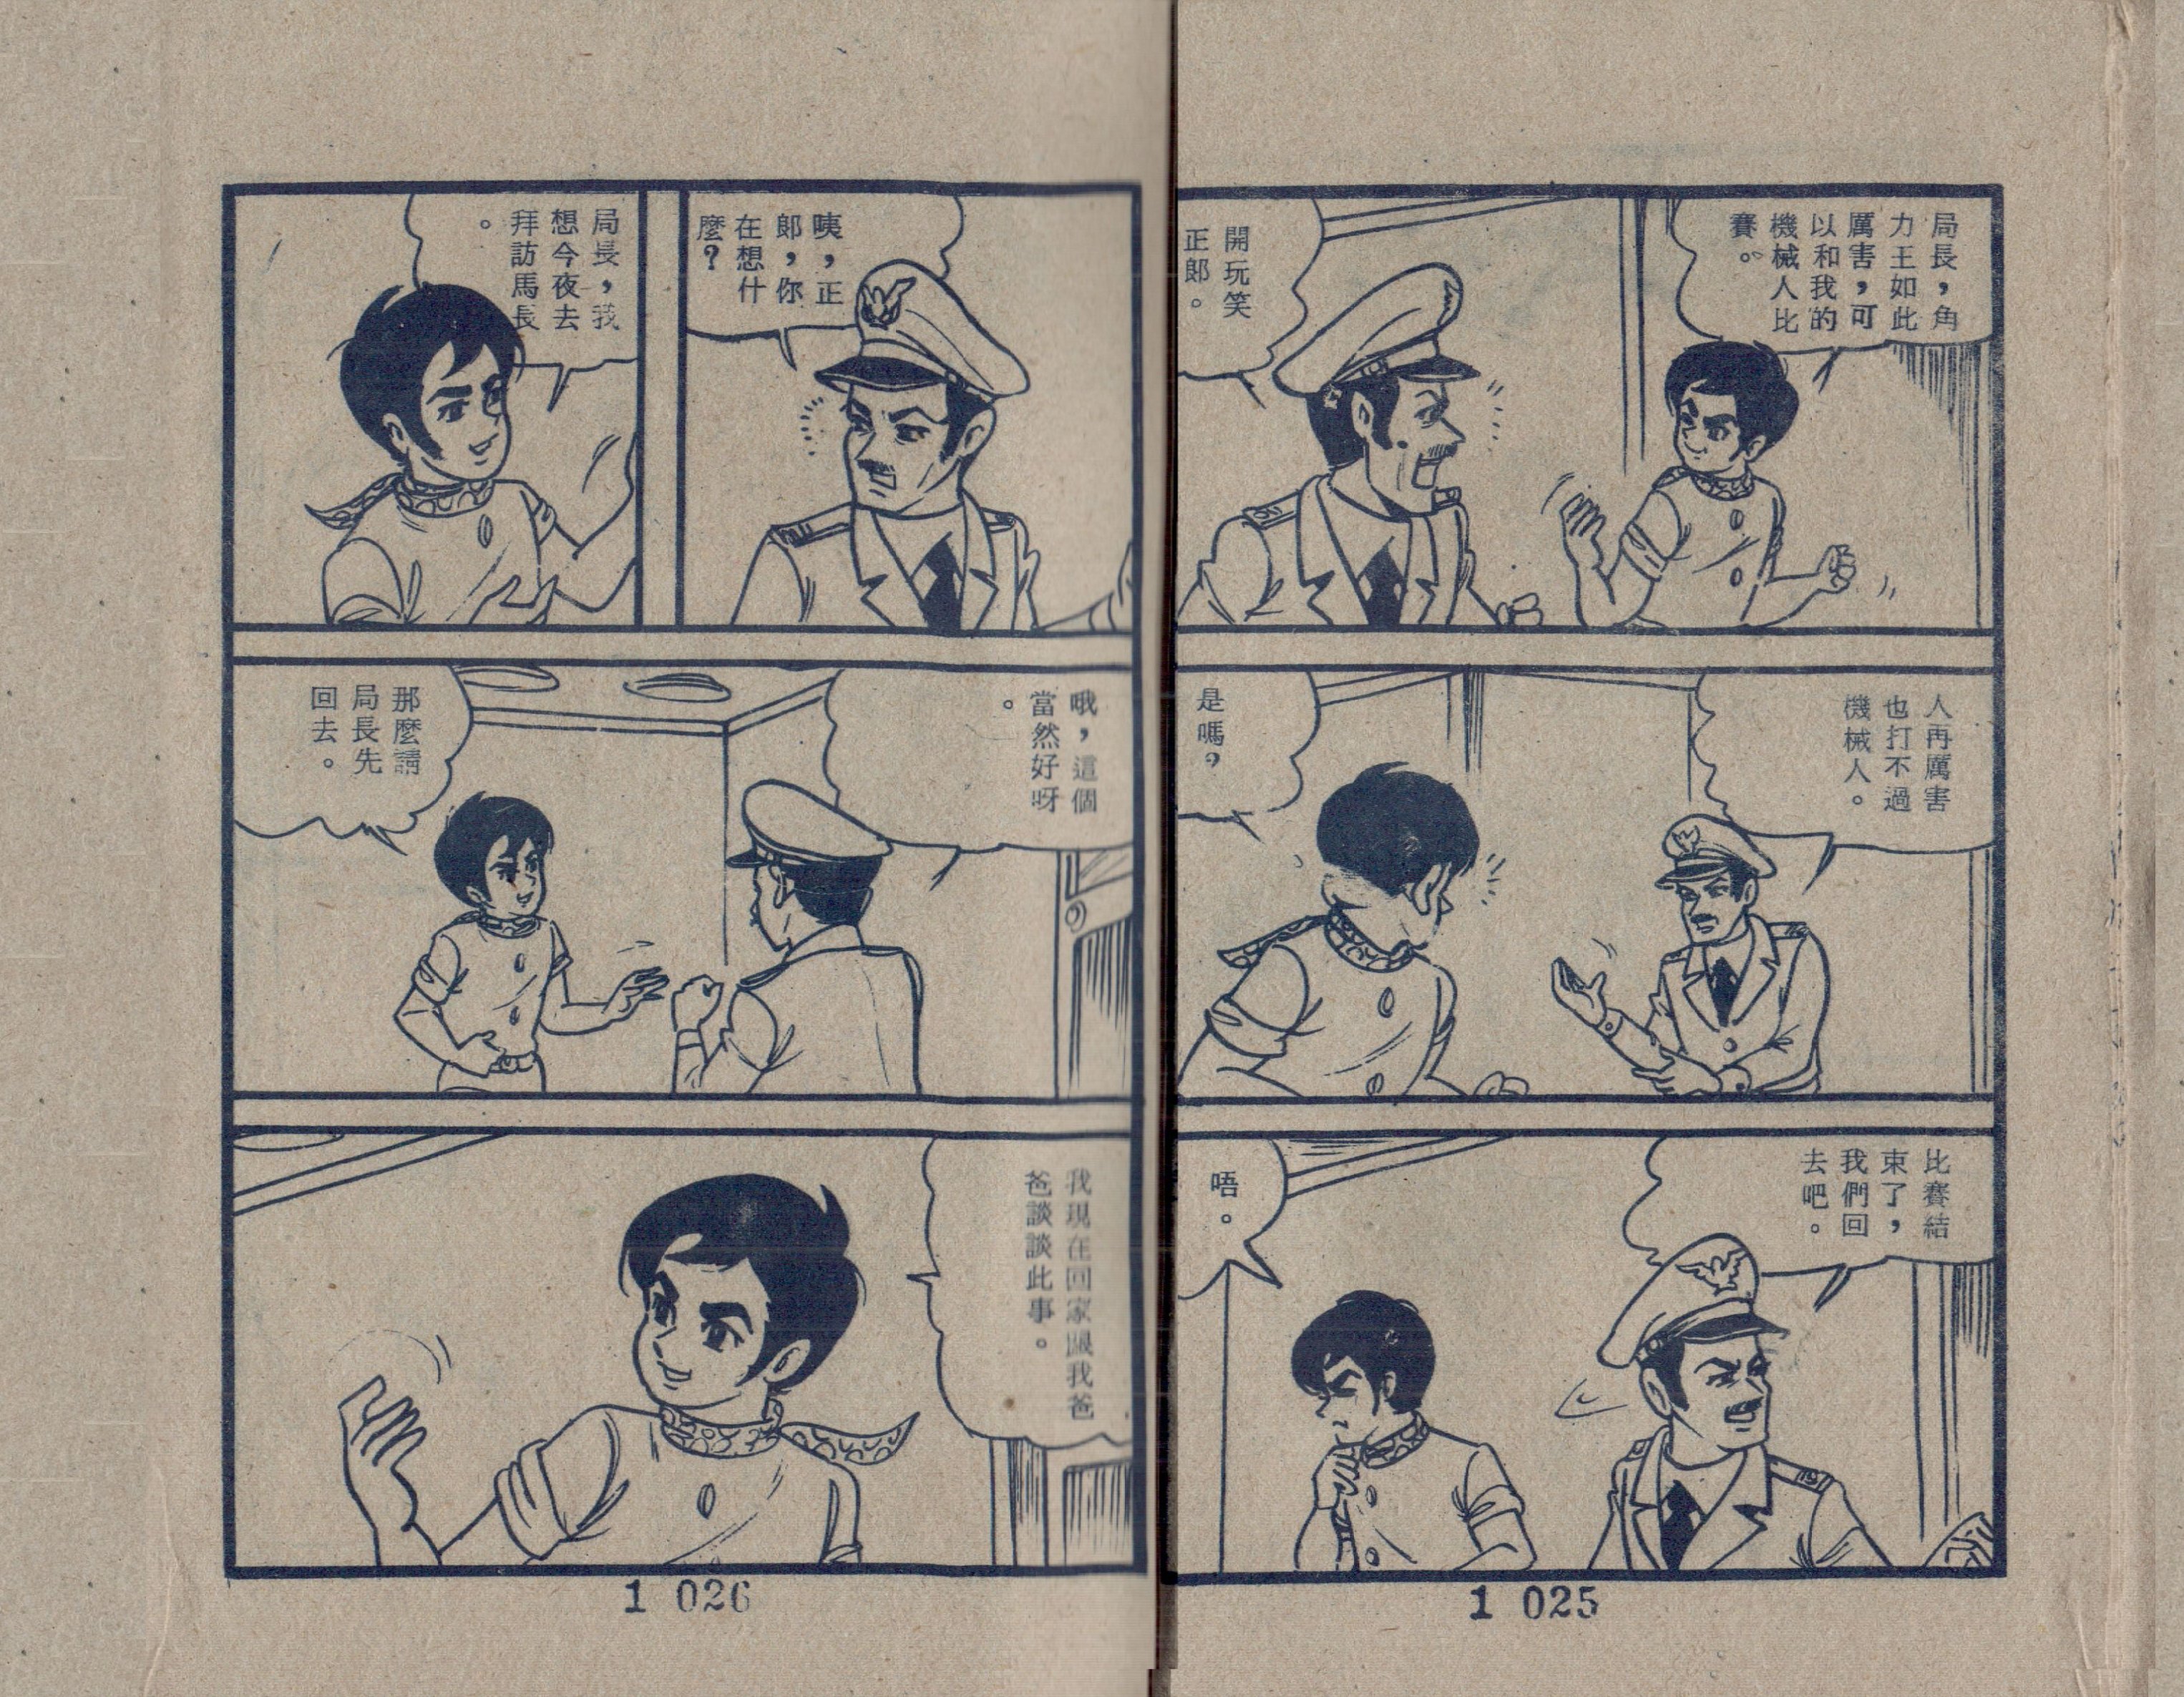 局長，角
力王如此
厲害，可
以和我的
機械人比
賽。
開玩笑
正郎。
人再厲害
也打不過
機械人。
是嗎，
比賽結
束了，
我們回
去吧。
唔。
1 025
咦，正
郎，你
在想什
麼？
局長，我
想今夜去
拜訪馬長
。
哦，這個
當然好呀
。
那麼請
局長先
回去。
我現在回家跟我爸
爸談談此事。
1 026